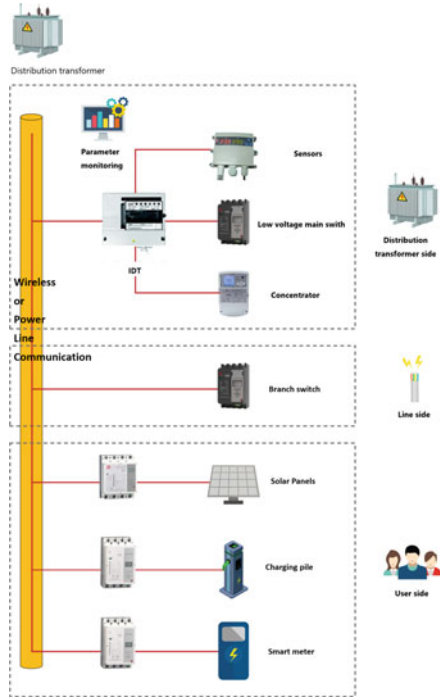 Distribution transformer
Parameter
monitoring
Sensors
Low voltage main swith
IDT
Concentrator
Distribution
transformer side
Wireless
or
Power
Line
Communication
Branch switch
Line side
Solar Panels
Charging pile
User side
Smart meter